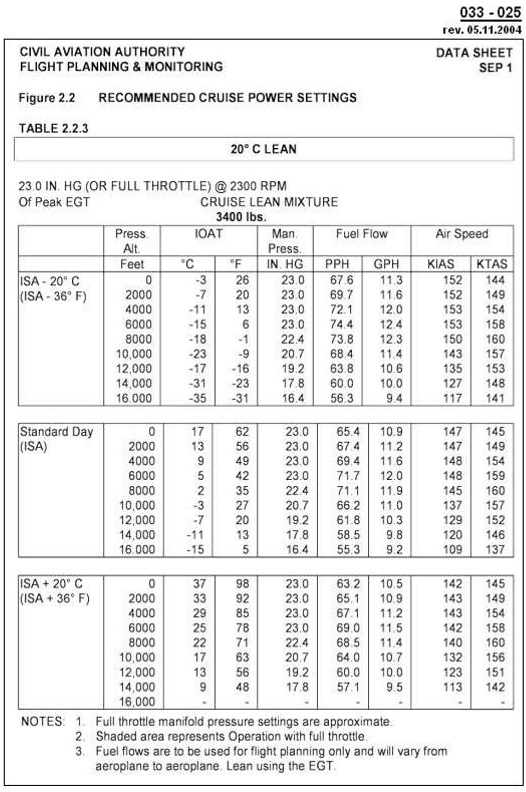 033 - 025
rev. 05.11.2004
CIVIL AVIATION AUTHORITY DATA SHEET
FLIGHT PLANNING & MONITORING SEP 1
Figure 2.2 RECOMMENDED CRUISE POWER SETTINGS
TABLE 2.2.3
20° C LEAN
23.0 IN. HG (OR FULL THROTTLE) @ 2300 RPM
Of Peak EGT CRUISE LEAN MIXTURE
3400 lbs.
Press. IOAT Man. Fuel Flow Air Speed
Alt. Press.
Feet °C °F IN. HG PPH GPH KIAS KTAS
ISA - 20° C 0 -3 26 23.0 67.6 11.3 152 144
(ISA - 36° F) 2000 -7 20 23.0 69.7 11.6 152 149
4000 -11 13 23.0 72.1 12.0 153 154
6000 -15 6 23.0 74.4 12.4 153 158
8000 -18 -1 22.4 73.8 12.3 150 160
10,000 -23 -9 20.7 68.4 11.4 143 157
12,000 -17 -16 19.2 63.8 10.6 135 153
14,000 -31 -23 17.8 60.0 10.0 127 148
16.000 -35 -31 16.4 56.3 9.4 117 141
Standard Day 0 17 62 23.0 65.4 10.9 147 145
(ISA) 2000 13 56 23.0 67.4 11.2 147 149
4000 9 49 23.0 69.4 11.6 148 154
6000 5 42 23.0 71.7 12.0 148 159
8000 2 35 22.4 71.1 11.9 145 160
10,000 -3 27 20.7 66.2 11.0 137 157
12,000 -7 20 19.2 61.8 10.3 129 152
14,000 -11 13 17.8 58.5 9.8 120 146
16.000 -15 5 16.4 55.3 9.2 109 137
ISA + 20° C 0 37 98 23.0 63.2 10.5 142 145
(ISA + 36° F) 2000 33 92 23.0 65.1 10.9 143 149
4000 29 85 23.0 67.1 11.2 143 154
6000 25 78 23.0 69.0 11.5 142 158
8000 22 71 22.4 68.5 11.4 140 160
10,000 17 63 20.7 64.0 10.7 132 156
12,000 13 56 19.2 60.0 10.0 123 151
14,000 9 48 17.8 57.1 9.5 113 142
16,000 - - - - - - -
NOTES: 1. Full throttle manifold pressure settings are approximate.
2. Shaded area represents Operation with full throttle.
3. Fuel flows are to be used for flight planning only and will vary from
aeroplane to aeroplane. Lean using the EGT.